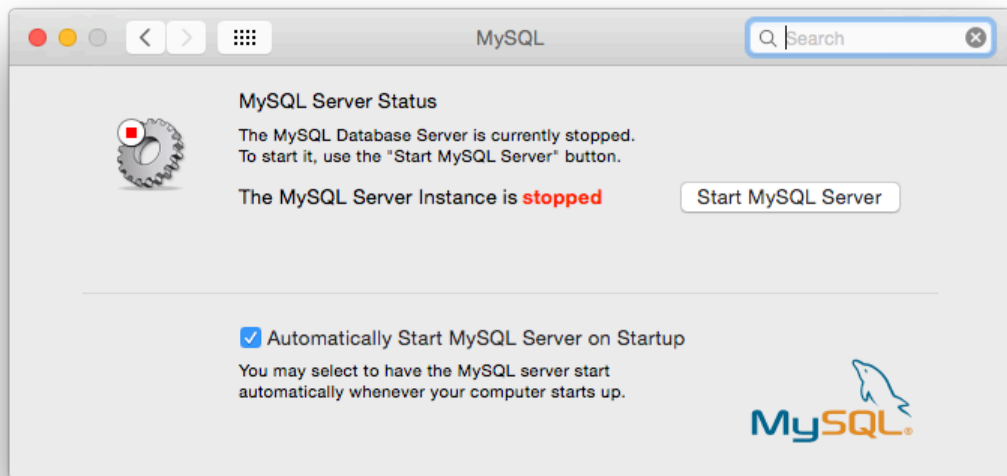 MySQL
Search
MySQL Server Status
The MySQL Database Server is currently stopped.
To start it, use the "Start MySQL Server" button.
The MySQL Server Instance is stopped
Start MySQL Server
Automatically Start MySQL Server on Startup
You may select to have the MySQL server start
automatically whenever your computer starts up.
MySQL®